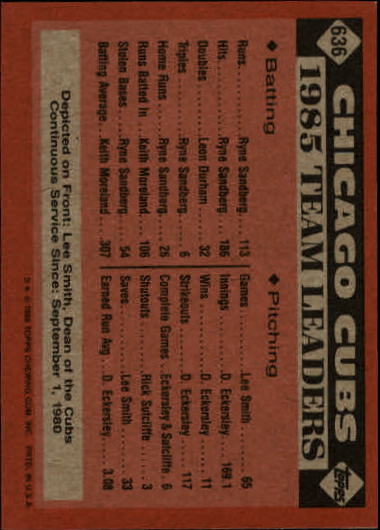 636
CHICAGO CUBS
1985 TEAM LEADERS
TOPPS
◆ Batting
Runs.....Ryne Sandberg...113
Hits......Ryne Sandberg...186
Doubles.....Leon Durham....32
Triples......Ryne Sandberg....6
Home Runs...Ryne Sandberg...26
Runs Batted In..Keith Moreland...106
Stolen Bases...Ryne Sandberg...54
Batting Average..Keith Moreland...307
◆ Pitching
Games......Lee Smith.....65
Innings......D. Eckersley...169.1
Wins.......D. Eckersley....11
Strikeouts.....D. Eckersley...117
Complete Games...Eckersley & Sutcliffe..6
Shutouts.....Rick Sutcliffe....3
Saves.......Lee Smith.....33
Earned Run Avg...D. Eckersley...3.08
Depicted on Front: Lee Smith, Dean of the Cubs
Continuous Service Since: September 1, 1980
© 1986 TOPPS CHEWING GUM, INC. PRTD. IN U.S.A.